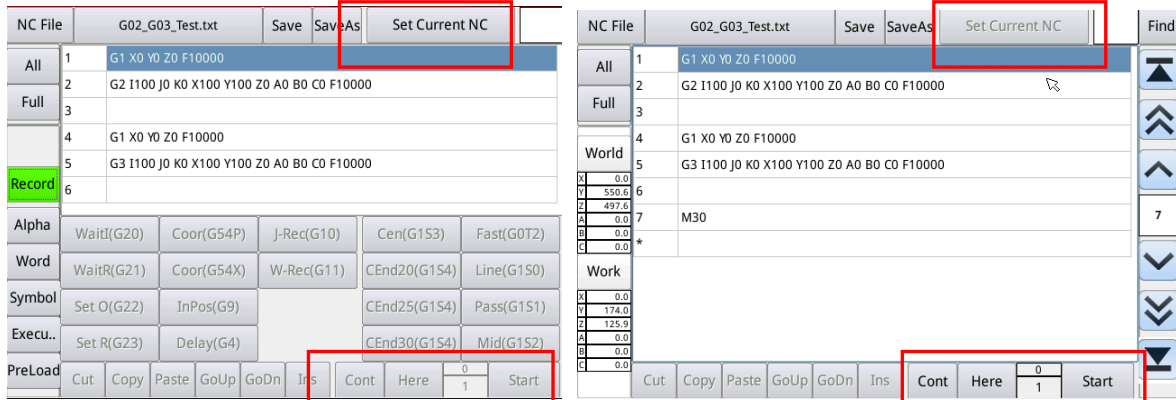 NC File G02_G03_Test.txt Save SaveAs Set Current NC
All
Full
Record
Alpha
Word
Symbol
Execu..
PreLoad
1 G1 X0 Y0 Z0 F10000
2 G2 I100 J0 K0 X100 Y100 Z0 A0 B0 C0 F10000
3
4 G1 X0 Y0 Z0 F10000
5 G3 I100 J0 K0 X100 Y100 Z0 A0 B0 C0 F10000
6
WaitI(G20) Coor(G54P) J-Rec(G10) Cen(G1S3) Fast(G0T2)
WaitR(G21) Coor(G54X) W-Rec(G11) CEnd20(G1S4) Line(G1S0)
Set O(G22) InPos(G9) CEnd25(G1S4) Pass(G1S1)
Set R(G23) Delay(G4) CEnd30(G1S4) Mid(G1S2)
Cut Copy Paste GoUp GoDn Ins Cont Here 0 Start
1
NC File G02_G03_Test.txt Save SaveAs Set Current NC Find
All
Full
World
X 0.0
Y 550.6
Z 497.6
A 0.0
B 0.0
C 0.0
Work
X 0.0
Y 174.0
Z 125.9
A 0.0
B 0.0
C 0.0
1 G1 X0 Y0 Z0 F10000
2 G2 I100 J0 K0 X100 Y100 Z0 A0 B0 C0 F10000
3
4 G1 X0 Y0 Z0 F10000
5 G3 I100 J0 K0 X100 Y100 Z0 A0 B0 C0 F10000
6
7 M30
*
7
Cut Copy Paste GoUp GoDn Ins Cont Here 0 Start
1